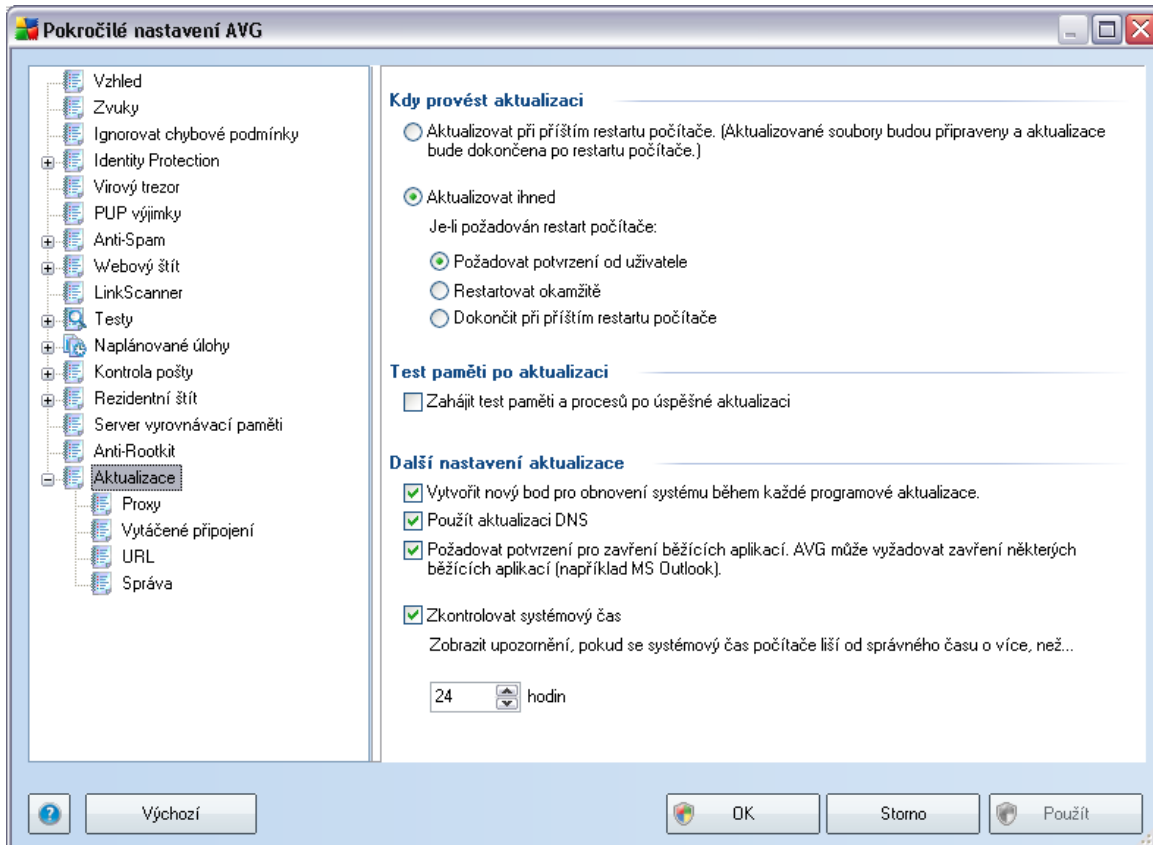 Pokročilé nastavení AVG
Vzhled
Zvuky
Ignorovat chybové podmínky
Identity Protection
Virový trezor
PUP výjimky
Anti-Spam
Webový štít
LinkScanner
Testy
Naplánované úlohy
Kontrola pošty
Rezidentní štít
Server vyrovnávací paměti
Anti-Rootkit
Aktualizace
Proxy
Vytáčené připojení
URL
Správa
Kdy provést aktualizaci
Aktualizovat při příštím restartu počítače. (Aktualizované soubory budou připraveny a aktualizace
bude dokončena po restartu počítače.)
Aktualizovat ihned
Je-li požadován restart počítače:
Požadovat potvrzení od uživatele
Restartovat okamžitě
Dokončit při příštím restartu počítače
Test paměti po aktualizaci
Zahájit test paměti a procesů po úspěšné aktualizaci
Další nastavení aktualizace
Vytvořit nový bod pro obnovení systému během každé programové aktualizace.
Použít aktualizaci DNS
Požadovat potvrzení pro zavření běžících aplikací. AVG může vyžadovat zavření některých
běžících aplikací (například MS Outlook).
Zkontrolovat systémový čas
Zobrazit upozornění, pokud se systémový čas počítače liší od správného času o více, než...
24 hodin
? Výchozí OK Storno Použít